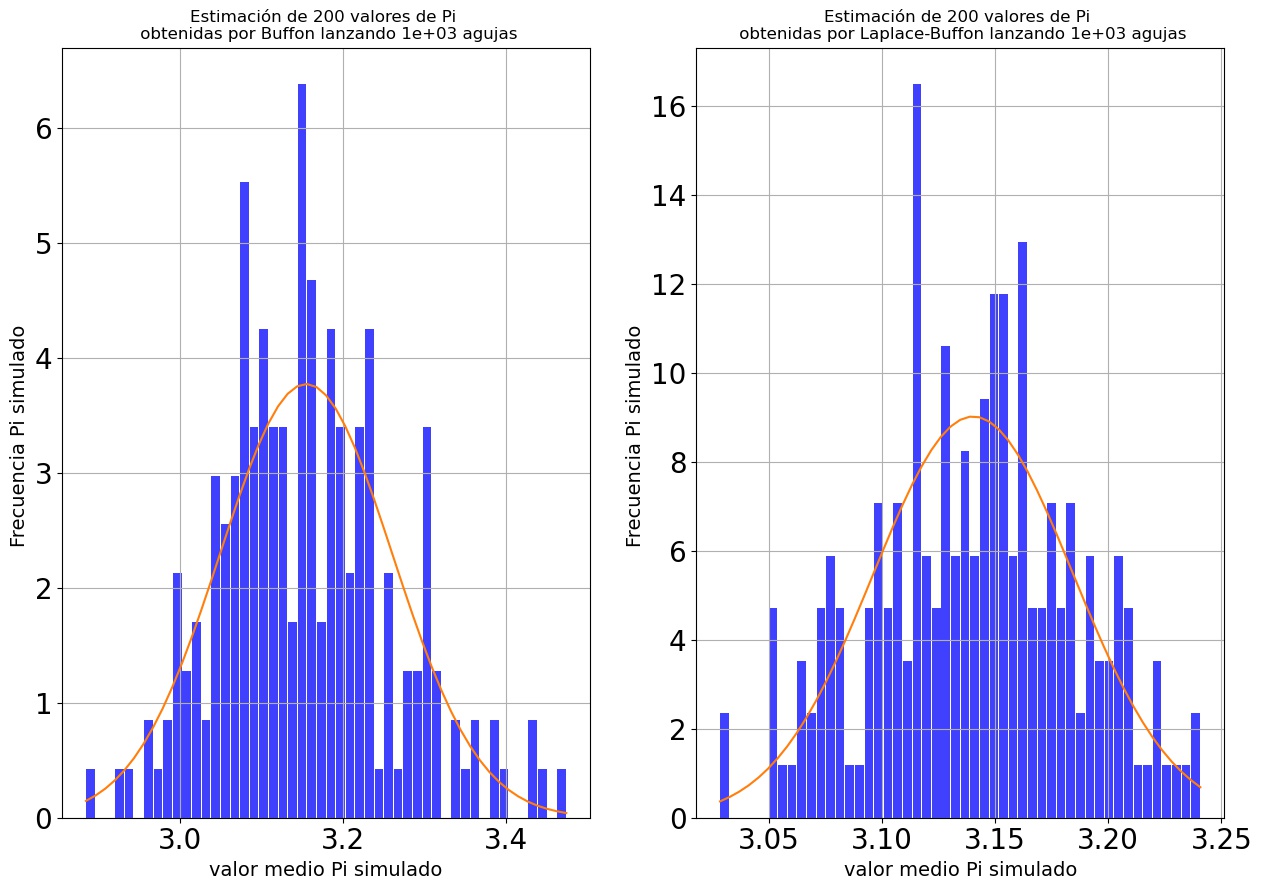 Estimación de 200 valores de Pi
obtenidas por Buffon lanzando 1e+03 agujas
Frecuencia Pi simulado
6
5
4
3
2
1
0
3.0 3.2 3.4
valor medio Pi simulado
Estimación de 200 valores de Pi
obtenidas por Laplace-Buffon lanzando 1e+03 agujas
Frecuencia Pi simulado
16
14
12
10
8
6
4
2
0
3.05 3.10 3.15 3.20 3.25
valor medio Pi simulado